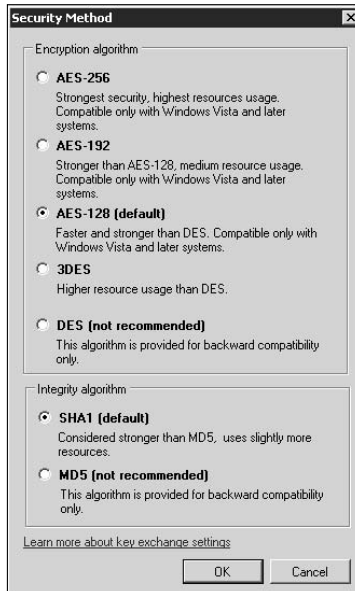 Security Method
Encryption algorithm
AES-256
Strongest security, highest resources usage.
Compatible only with Windows Vista and later
systems.
AES-192
Stronger than AES-128, medium resource usage.
Compatible only with Windows Vista and later
systems.
AES-128 (default)
Faster and stronger than DES. Compatible only with
Windows Vista and later systems.
3DES
Higher resource usage than DES.
DES (not recommended)
This algorithm is provided for backward compatibility
only.
Integrity algorithm
SHA1 (default)
Considered stronger than MD5, uses slightly more
resources.
MD5 (not recommended)
This algorithm is provided for backward compatibility
only.
Learn more about key exchange settings
OK Cancel